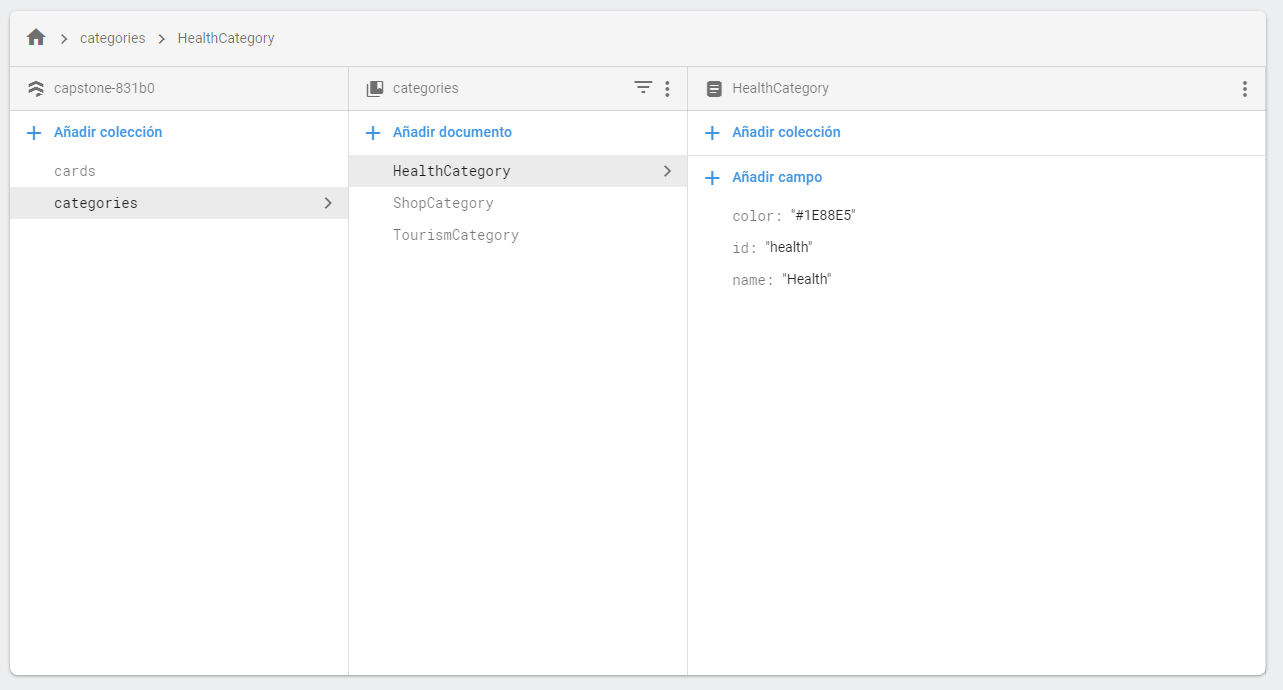 categories HealthCategory
capstone-831b0
Añadir colección
cards
categories
categories
Añadir documento
HealthCategory
ShopCategory
TourismCategory
HealthCategory
Añadir colección
Añadir campo
color: "#1E88E5"
id: "health"
name: "Health"